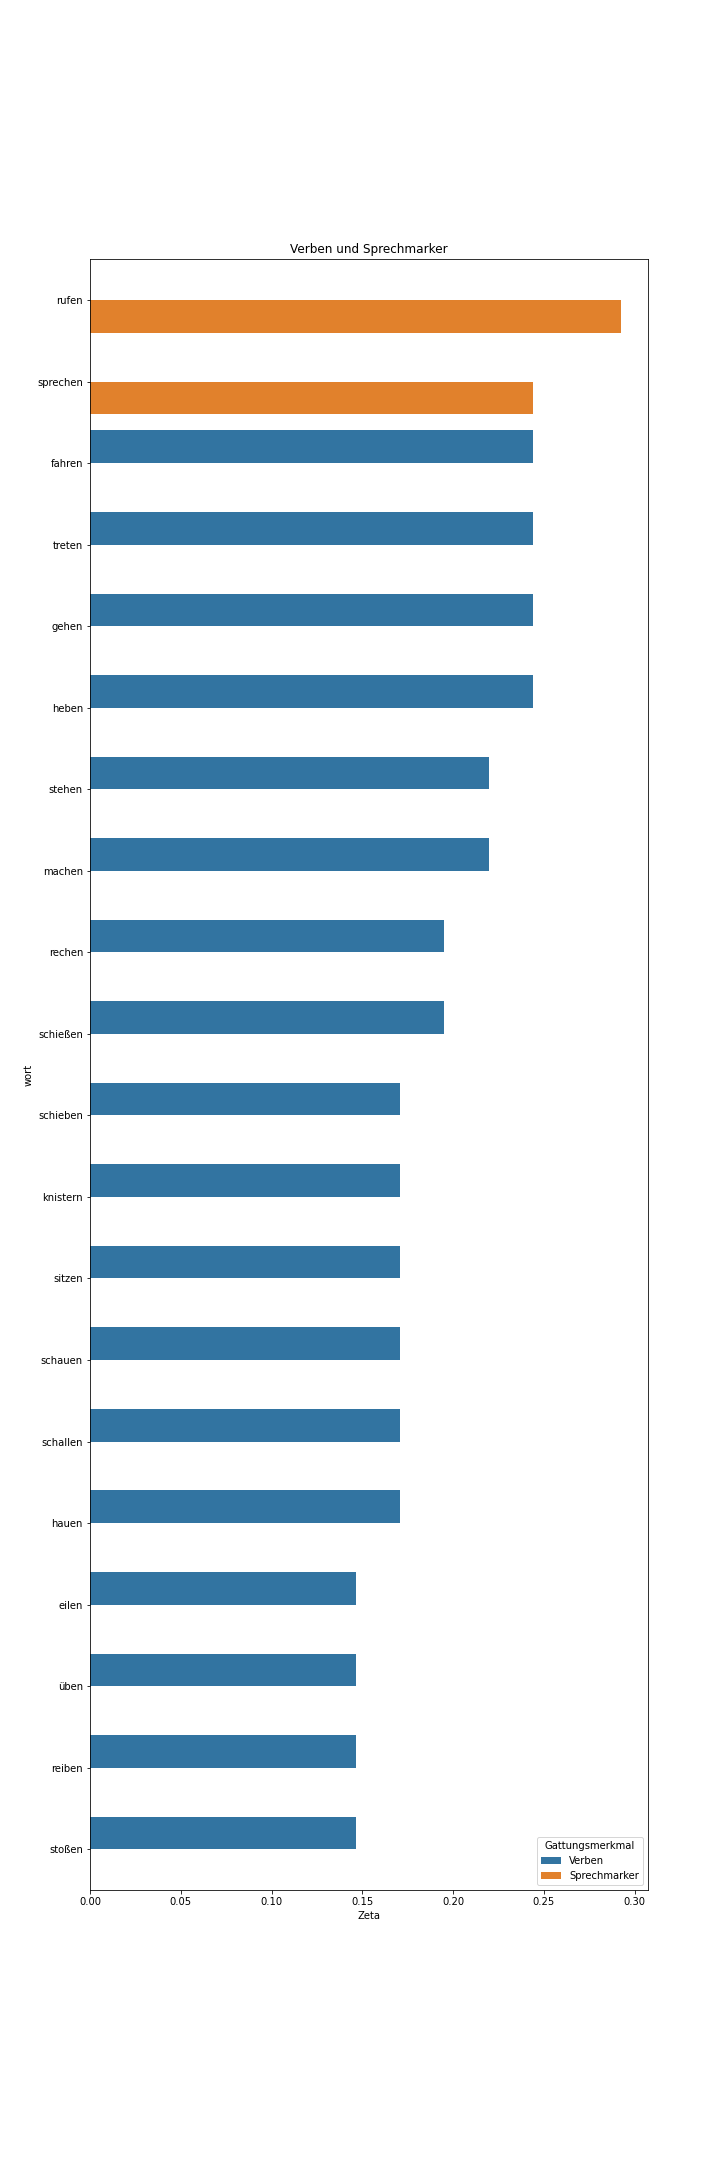 Verben und Sprechmarker
rufen
sprechen
fahren
treten
gehen
heben
stehen
machen
rechen
schießen
wort
schieben
knistern
sitzen
schauen
schallen
hauen
eilen
üben
reiben
stoßen
Gattungsmerkmal
Verben
Sprechmarker
0.00 0.05 0.10 0.15 0.20 0.25 0.30
Zeta